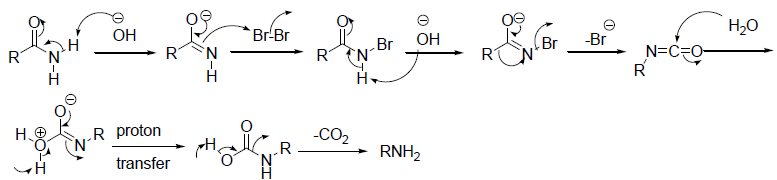 O H ⊖OH
R N
H
O⊖ Br-Br
R N
H
O
R N Br
H
⊖
OH
O⊖
R N Br
-Br⊖
N=C=O
R
H₂O
O⊖
H O⊕ N R
H
proton
transfer
O
H O N R
H
-CO₂
RNH₂